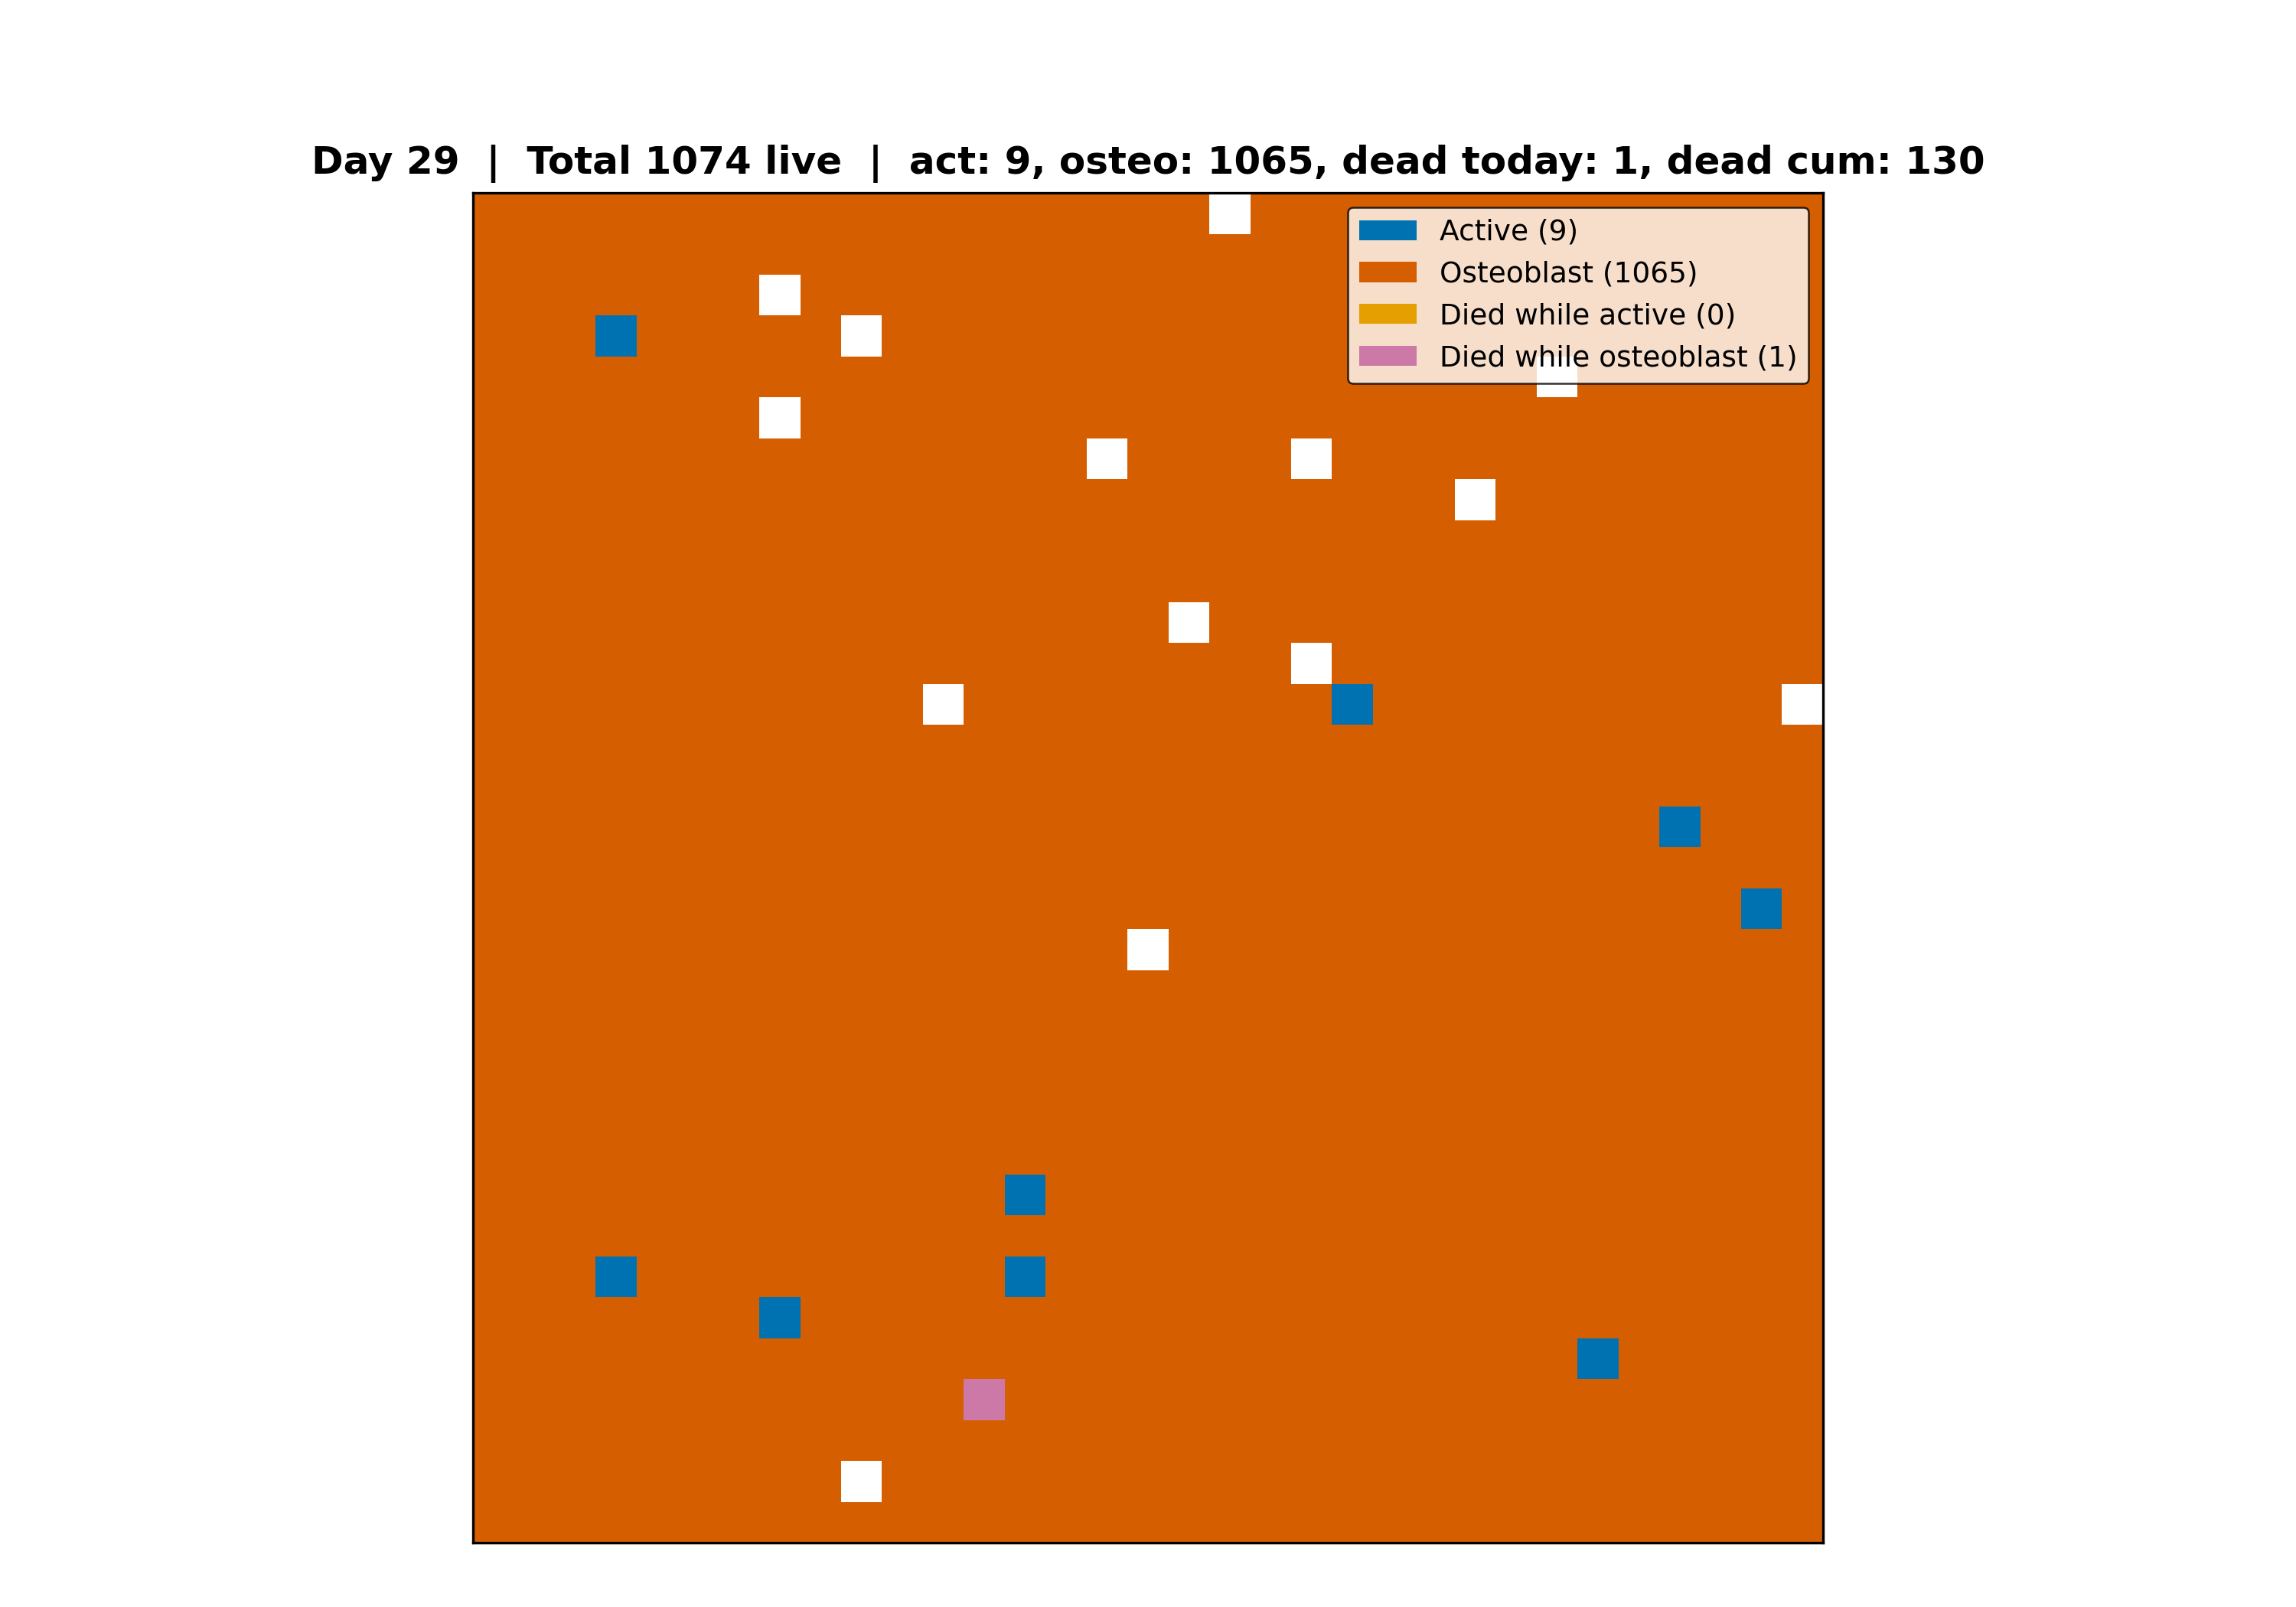 Day 29 | Total 1074 live | act: 9, osteo: 1065, dead today: 1, dead cum: 130
Active (9)
Osteoblast (1065)
Died while active (0)
Died while osteoblast (1)